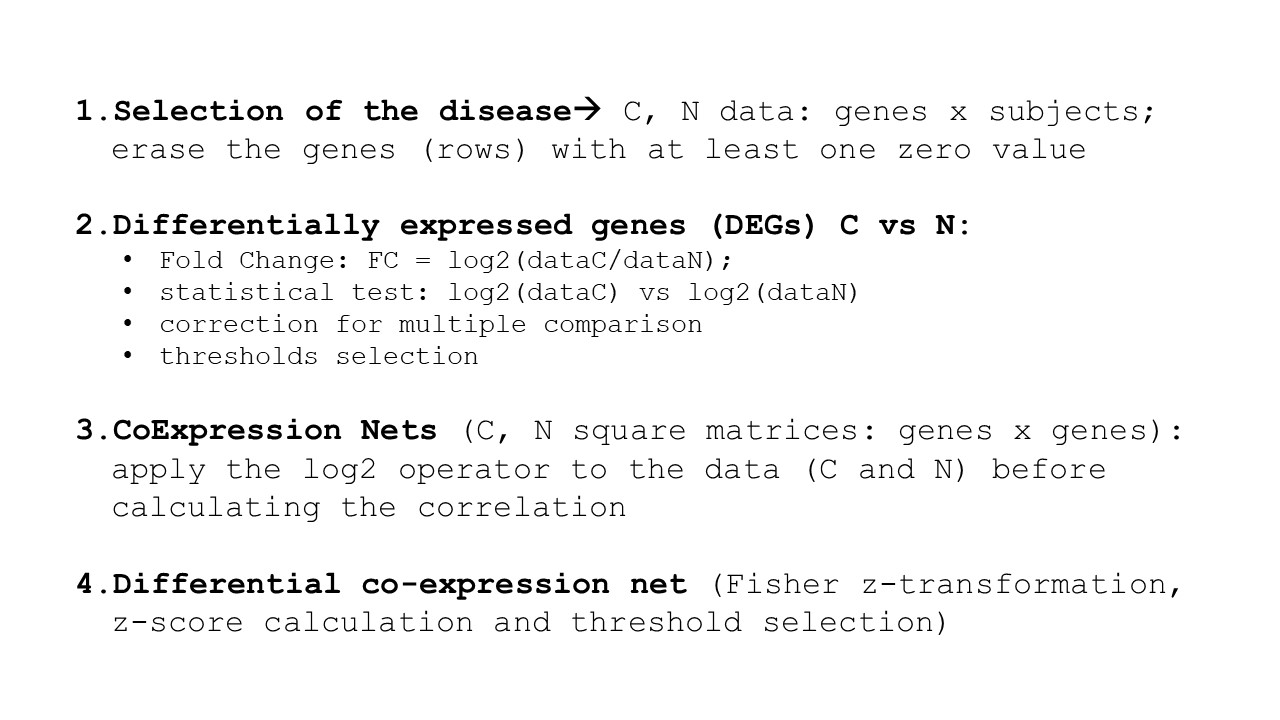 1.Selection of the disease→ C, N data: genes x subjects;
erase the genes (rows) with at least one zero value
2.Differentially expressed genes (DEGs) C vs N:
• Fold Change: FC = log2(dataC/dataN);
• statistical test: log2(dataC) vs log2(dataN)
• correction for multiple comparison
• thresholds selection
3.CoExpression Nets (C, N square matrices: genes x genes):
apply the log2 operator to the data (C and N) before
calculating the correlation
4.Differential co-expression net (Fisher z-transformation,
z-score calculation and threshold selection)